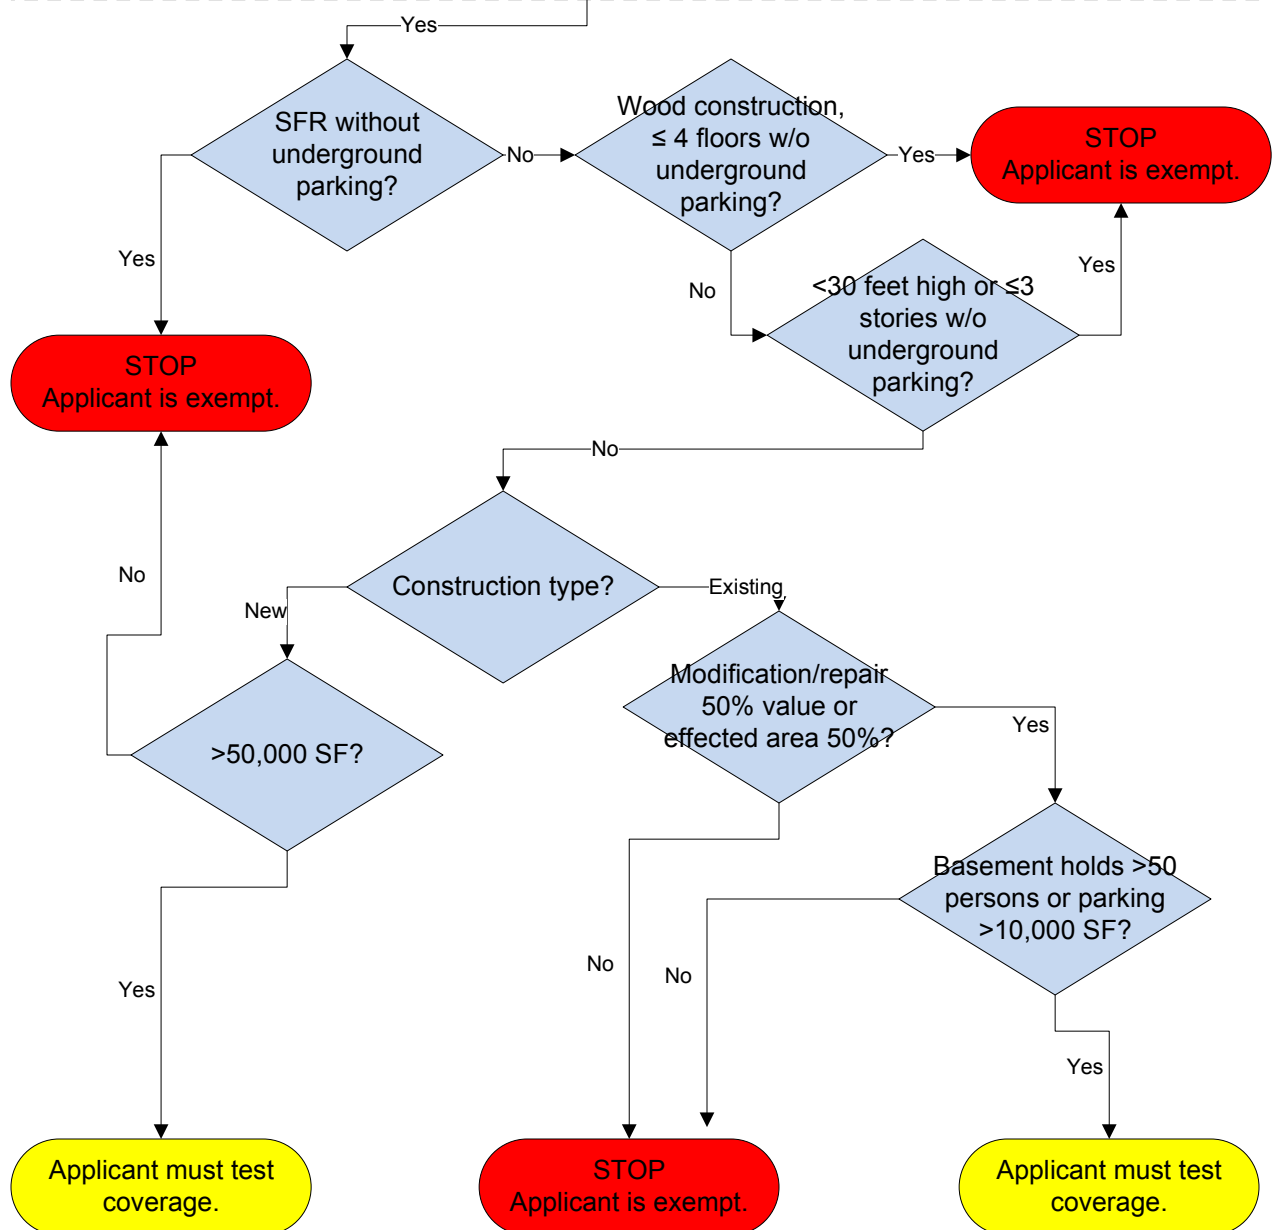 Yes
SFR without
underground
parking?
No
Wood construction,
≤ 4 floors w/o
underground
parking?
Yes
STOP
Applicant is exempt.
Yes
No
<30 feet high or ≤3
stories w/o
underground
parking?
Yes
STOP
Applicant is exempt.
No
No
Construction type?
New
Existing
Modification/repair
50% value or
effected area 50%?
Yes
>50,000 SF?
Basement holds >50
persons or parking
>10,000 SF?
Yes
No
No
Yes
Applicant must test
coverage.
STOP
Applicant is exempt.
Applicant must test
coverage.